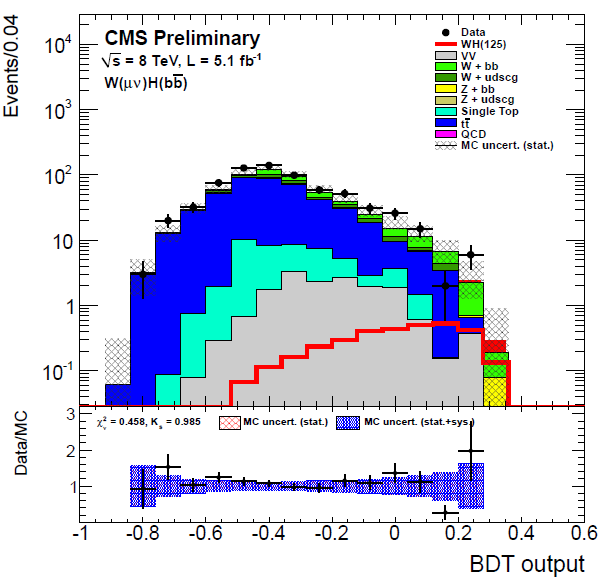 Events/0.04
10⁴
10³
10²
10
1
10⁻¹
CMS Preliminary
√s = 8 TeV, L = 5.1 fb⁻¹
W(μν)H(bb̅)
Data
WH(125)
VV
W + bb
W + udscg
Z + bb
Z + udscg
Single Top
tt̅
QCD
MC uncert. (stat.)
Data/MC
3
2
1
χ²ᵥ = 0.458, Kₛ = 0.985
MC uncert. (stat.)
MC uncert. (stat.+sys.)
-1 -0.8 -0.6 -0.4 -0.2 0 0.2 0.4 0.6
BDT output